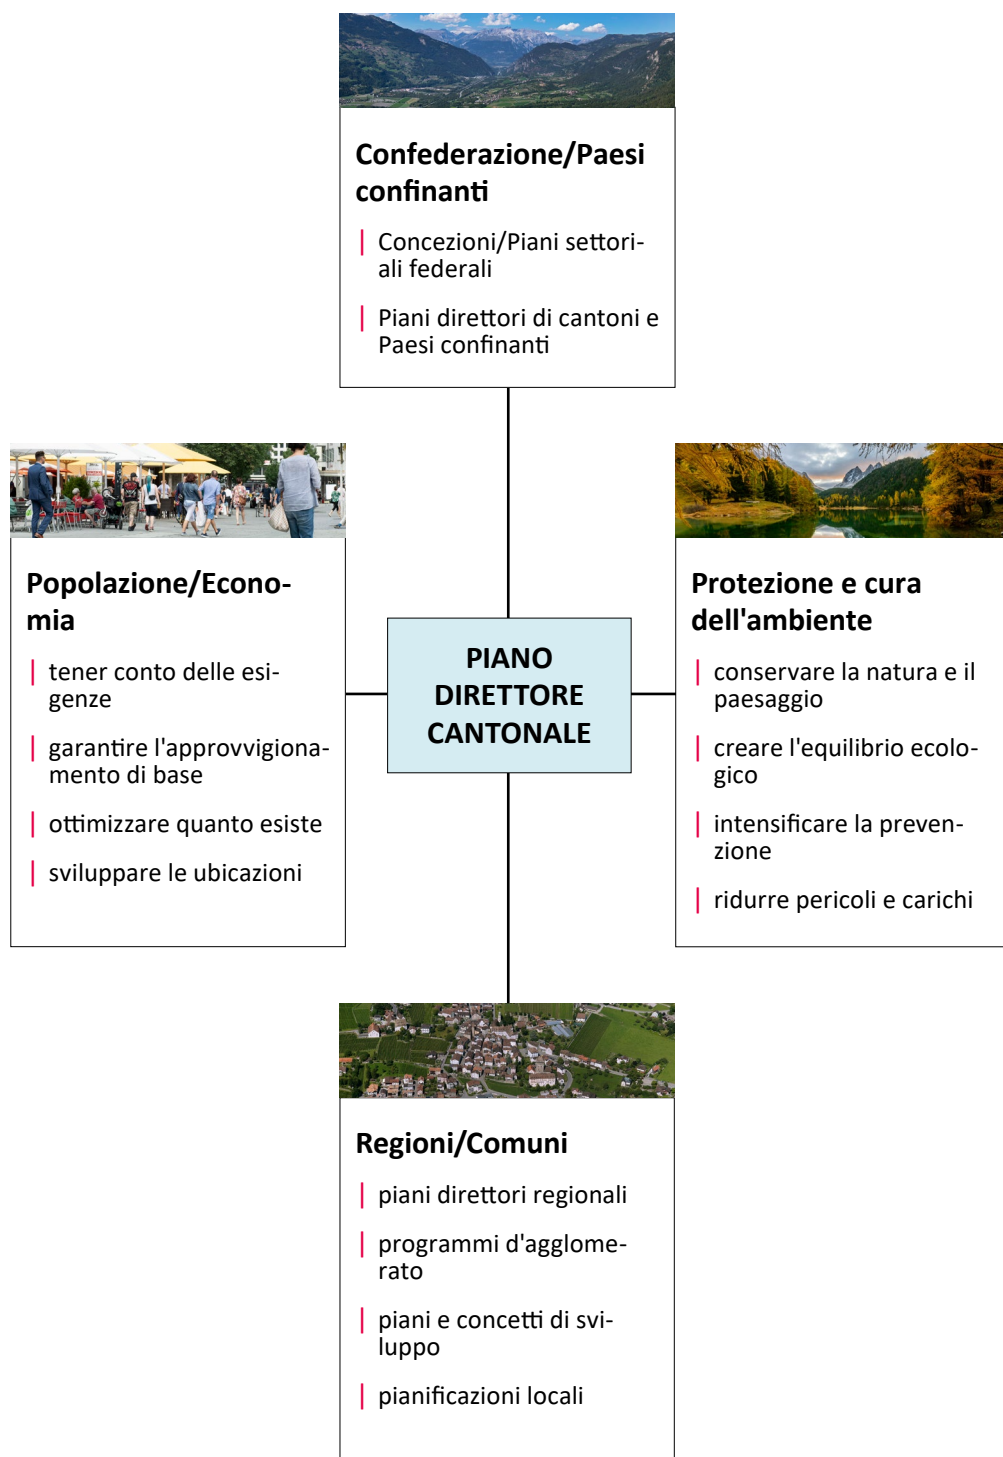 Confederazione/Paesi
confinanti
Concezioni/Piani settori-
ali federali
Piani direttori di cantoni e
Paesi confinanti
Popolazione/Econo-
mia
tener conto delle esi-
genze
garantire l'approvvigiona-
mento di base
ottimizzare quanto esiste
sviluppare le ubicazioni
PIANO
DIRETTORE
CANTONALE
Protezione e cura
dell'ambiente
conservare la natura e il
paesaggio
creare l'equilibrio ecolo-
gico
intensificare la preven-
zione
ridurre pericoli e carichi
Regioni/Comuni
piani direttori regionali
programmi d'agglome-
rato
piani e concetti di svi-
luppo
pianificazioni locali